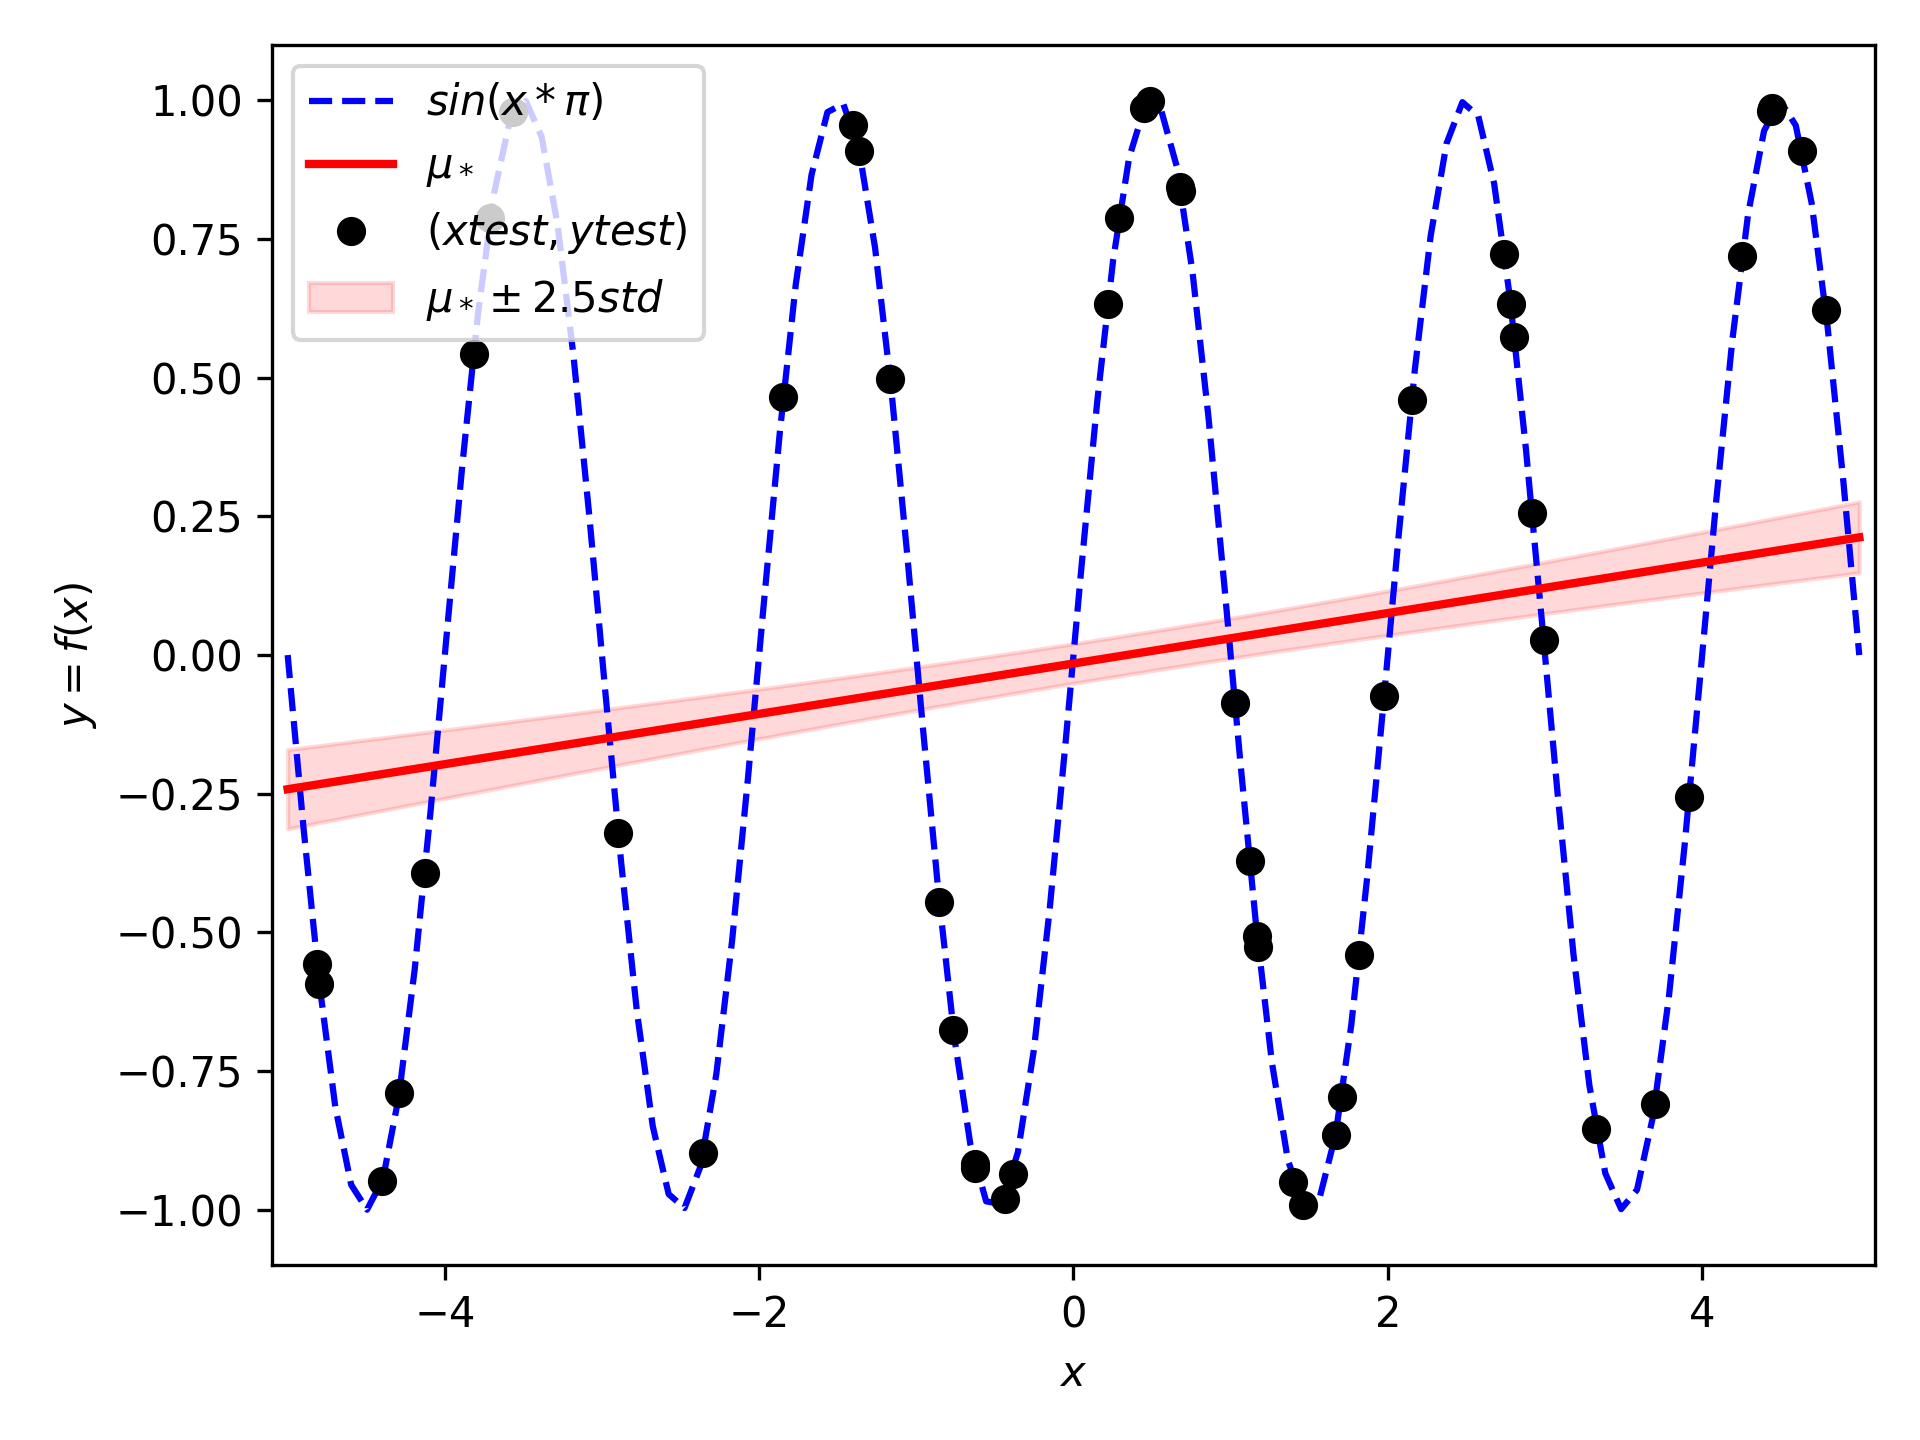 sin(x * π)
μ*
(xtest, ytest)
μ* ± 2.5std
1.00
0.75
0.50
0.25
0.00
−0.25
−0.50
−0.75
−1.00
y = f(x)
−4 −2 0 2 4
x